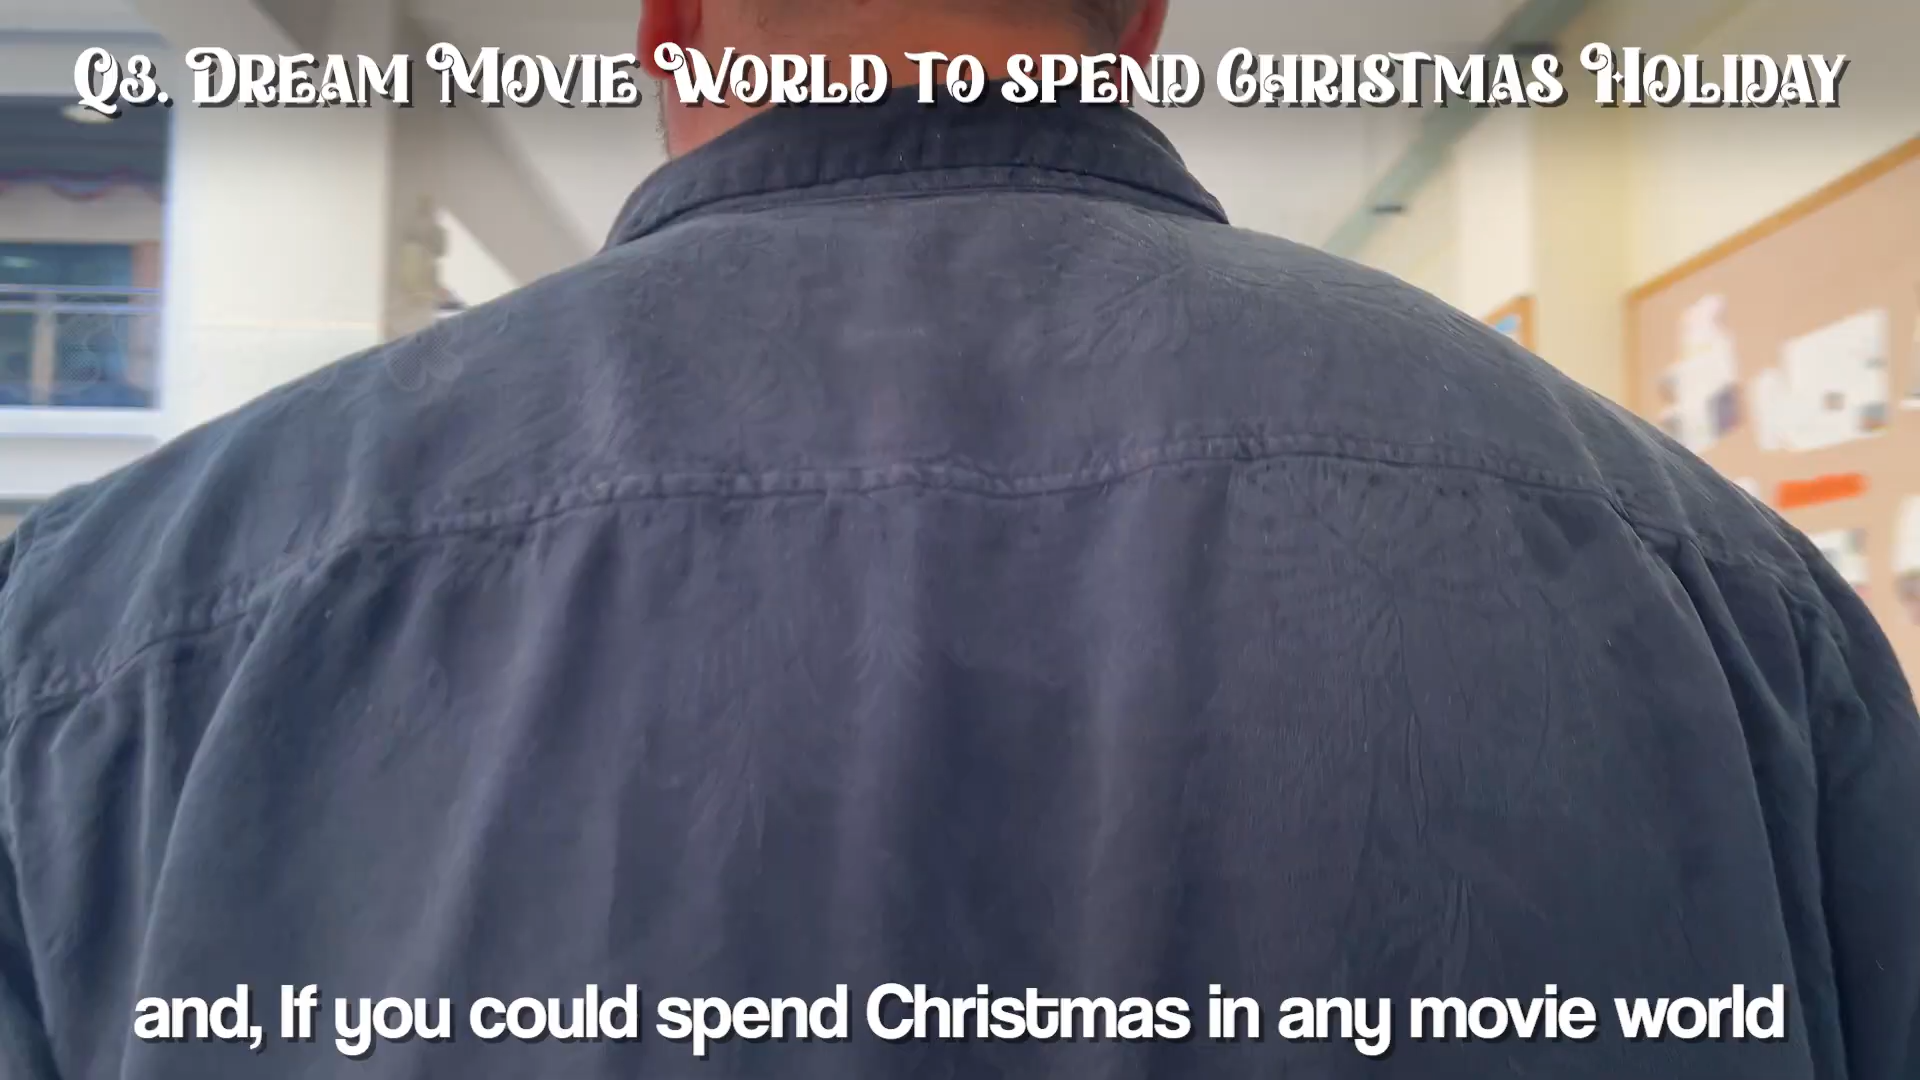 Q3. Dream Movie World to spend Christmas Holiday
and, If you could spend Christmas in any movie world